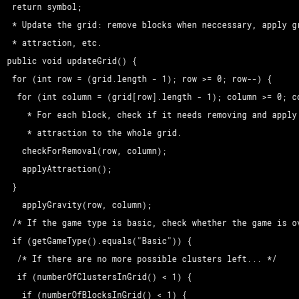 return symbol;
* Update the grid: remove blocks when neccessary, apply
* attraction, etc.
public void updateGrid() {
for (int row = (grid.length - 1); row >= 0; row--) {
for (int column = (grid[row].length - 1); column >= 0;
* For each block, check if it needs removing and apply
* attraction to the whole grid.
checkForRemoval(row, column);
applyAttraction();
}
applyGravity(row, column);
/* If the game type is basic, check whether the game is
if (getGameType().equals("Basic")) {
/* If there are no more possible clusters left... */
if (numberOfClustersInGrid() < 1) {
if (numberOfBlocksInGrid() < 1) {